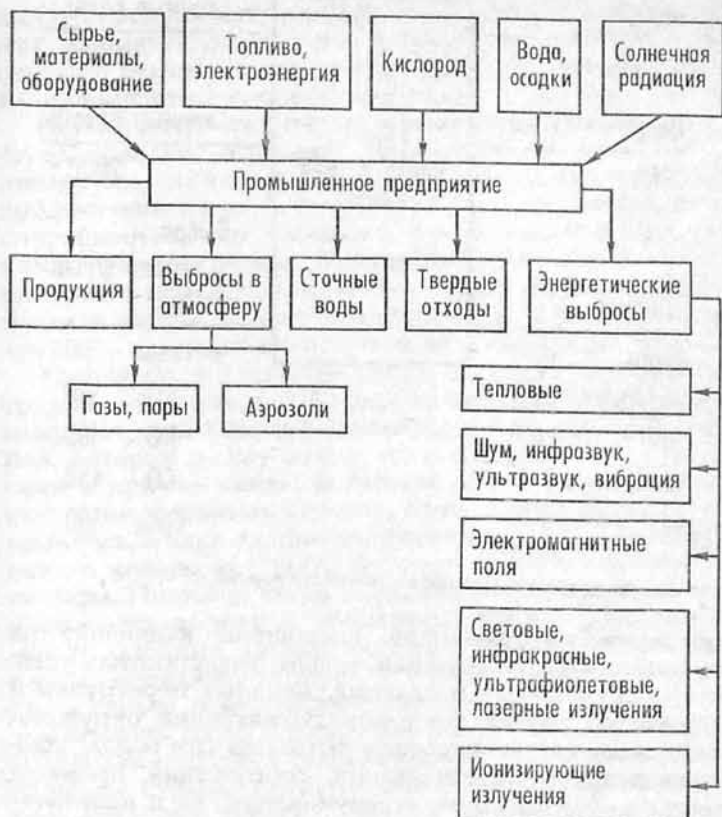 Сырье,
материалы,
оборудование
Топливо,
электроэнергия
Кислород
Вода,
осадки
Солнечная
радиация
Промышленное предприятие
Продукция
Выбросы в
атмосферу
Сточные
воды
Твердые
отходы
Энергетические
выбросы
Газы, пары
Аэрозоли
Тепловые
Шум, инфразвук,
ультразвук, вибрация
Электромагнитные
поля
Световые,
инфракрасные,
ультрафиолетовые,
лазерные излучения
Ионизирующие
излучения